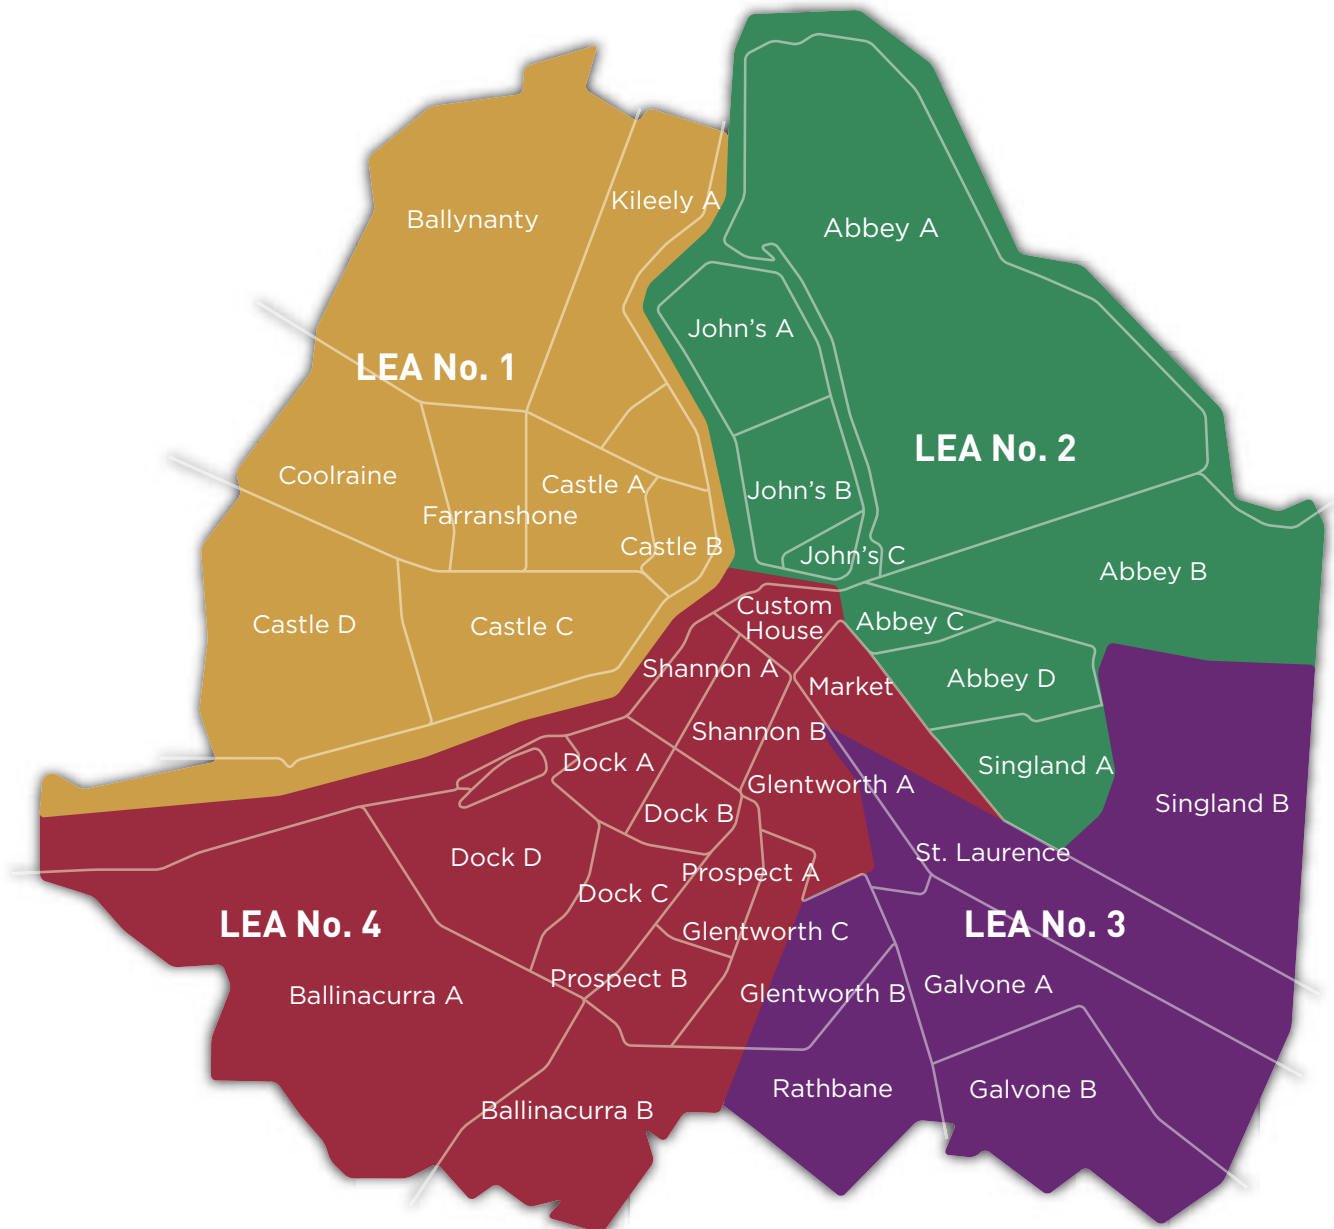 Kileely A
Ballynanty
Abbey A
John's A
LEA No. 1
LEA No. 2
Coolraine
Castle A
John's B
Farranshone
Castle B
John's C
Abbey B
Custom
House
Castle D
Castle C
Abbey C
Shannon A
Market
Abbey D
Shannon B
Dock A
Singland A
Glentworth A
Singland B
Dock B
Dock D
St. Laurence
Prospect A
Dock C
LEA No. 4
LEA No. 3
Glentworth C
Prospect B
Galvone A
Ballinacurra A
Glentworth B
Rathbane
Galvone B
Ballinacurra B